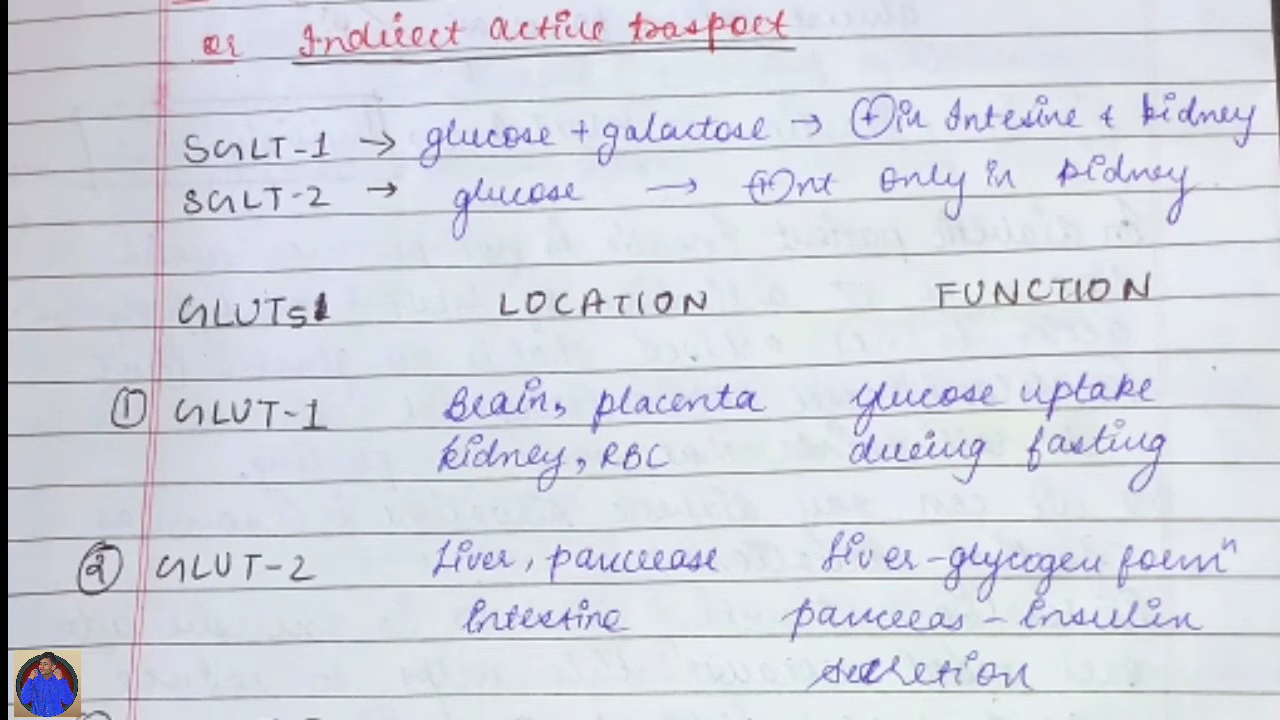 or Indirect active trasport
SGLT-1 → glucose + galactose → ⊕ in Intesine & kidney
SGLT-2 → glucose → ⊕nt only in kidney
GLUTs LOCATION FUNCTION
① GLUT-1 Brain, placenta glucose uptake
kidney, RBC during fasting
② GLUT-2 Liver, pancrease Liver - glycogen formⁿ
Intestine pancreas - Insulin
secretion